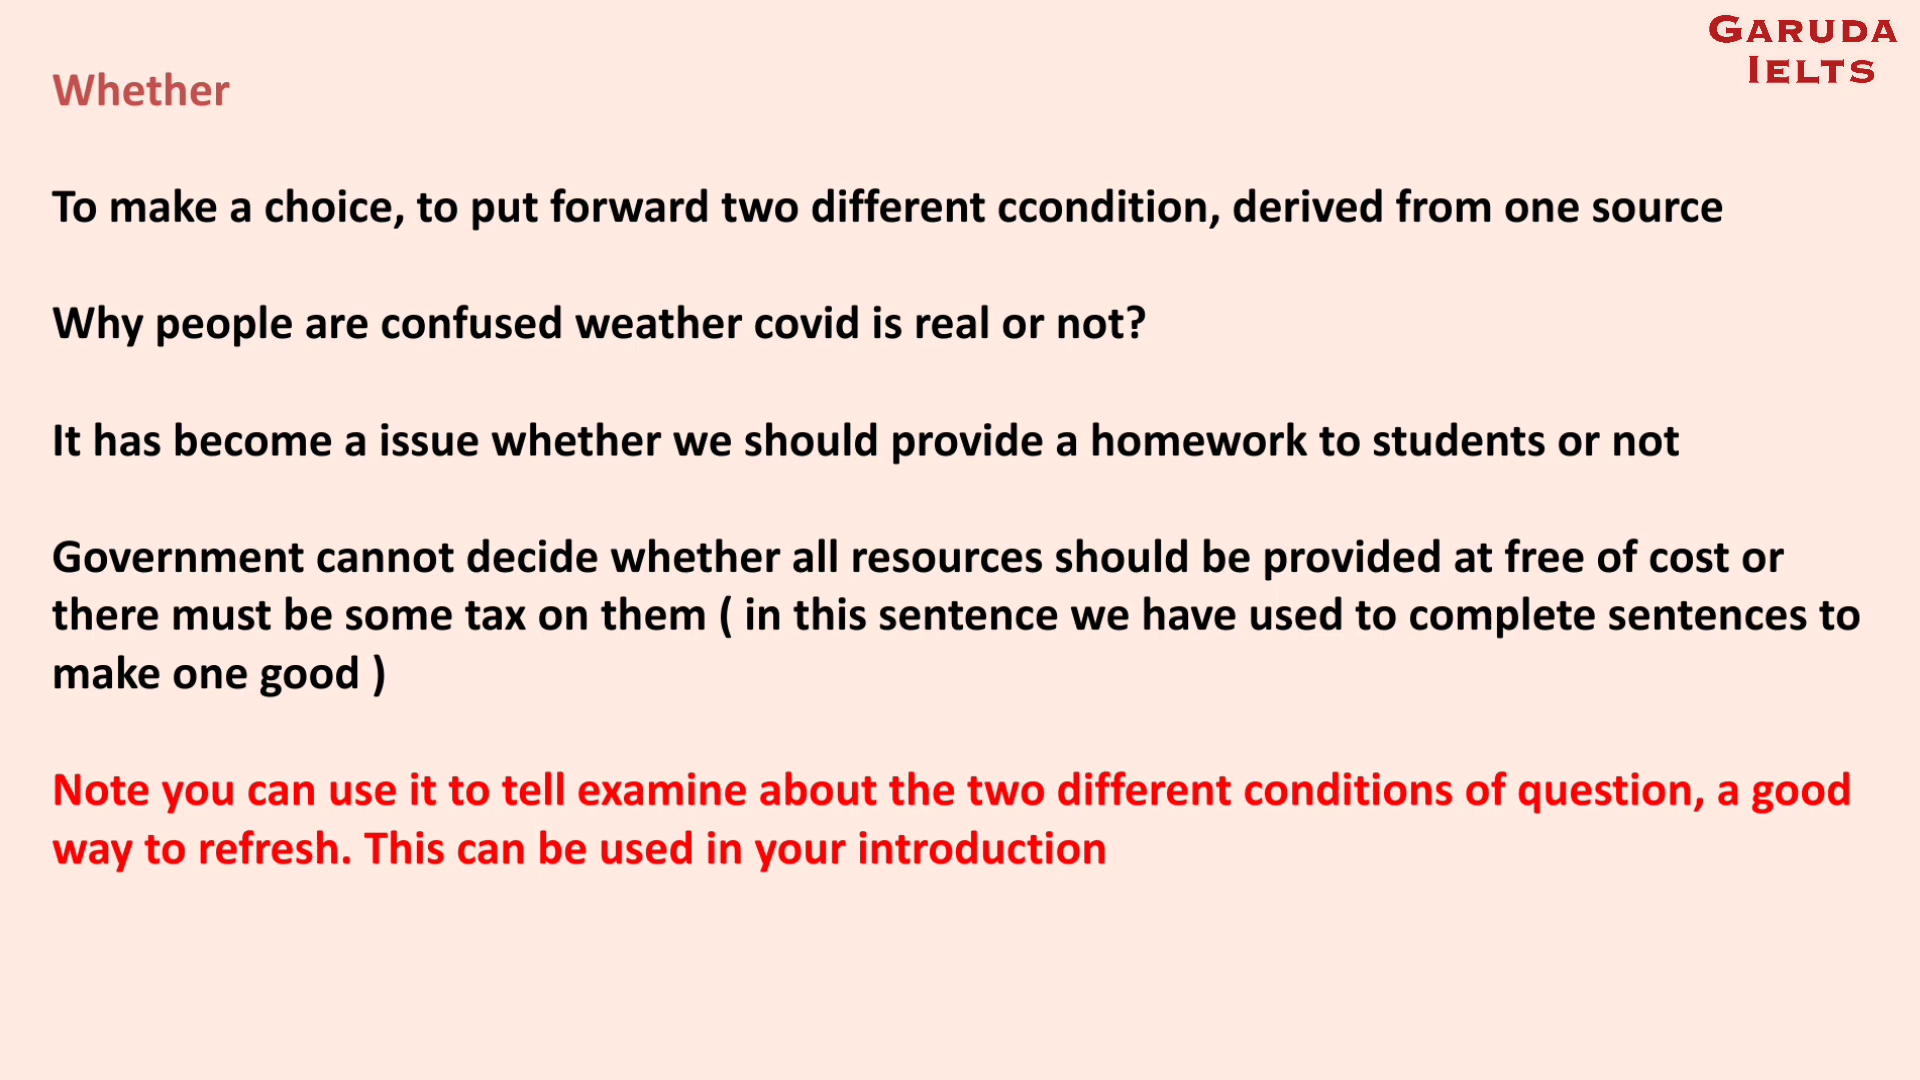 GARUDA
IELTS
Whether
To make a choice, to put forward two different ccondition, derived from one source
Why people are confused weather covid is real or not?
It has become a issue whether we should provide a homework to students or not
Government cannot decide whether all resources should be provided at free of cost or
there must be some tax on them ( in this sentence we have used to complete sentences to
make one good )
Note you can use it to tell examine about the two different conditions of question, a good
way to refresh. This can be used in your introduction